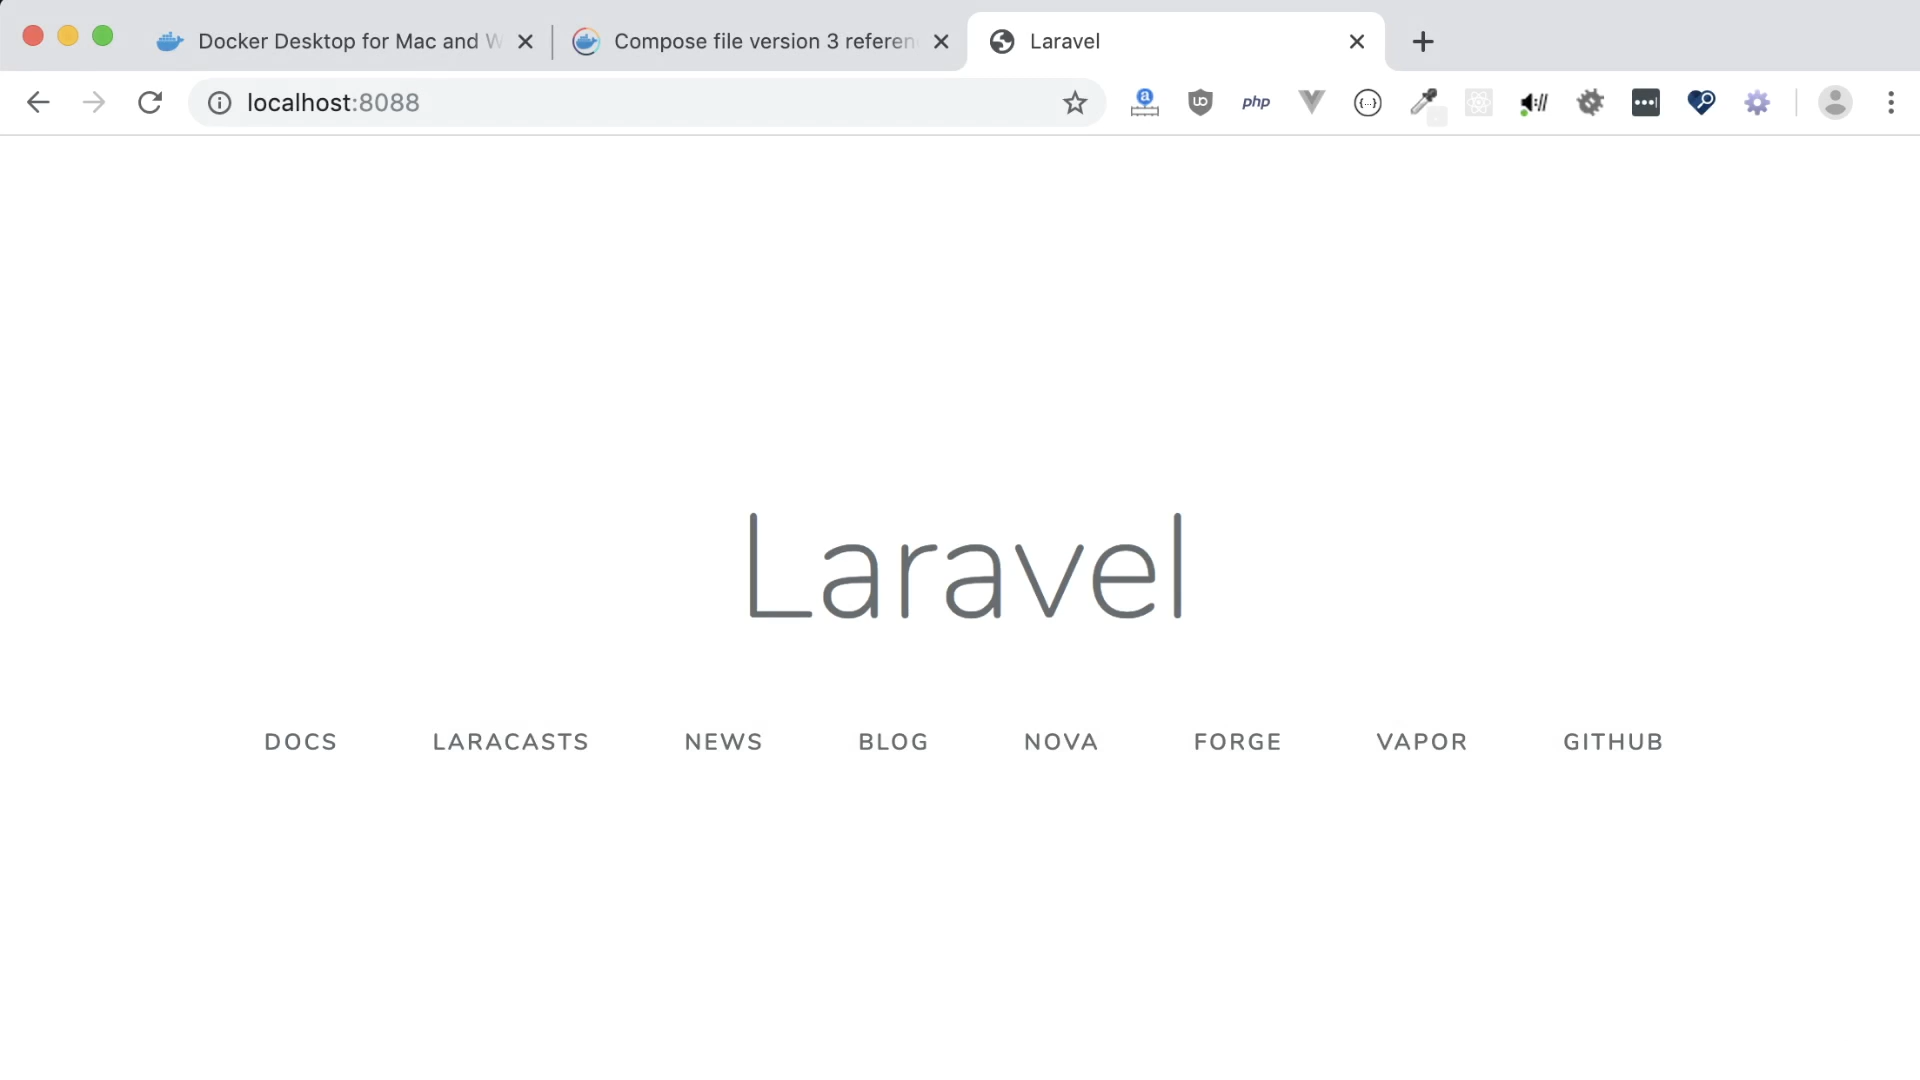 Docker Desktop for Mac and W
Compose file version 3 referen
Laravel
localhost:8088
a
php
Laravel
DOCS
LARACASTS
NEWS
BLOG
NOVA
FORGE
VAPOR
GITHUB